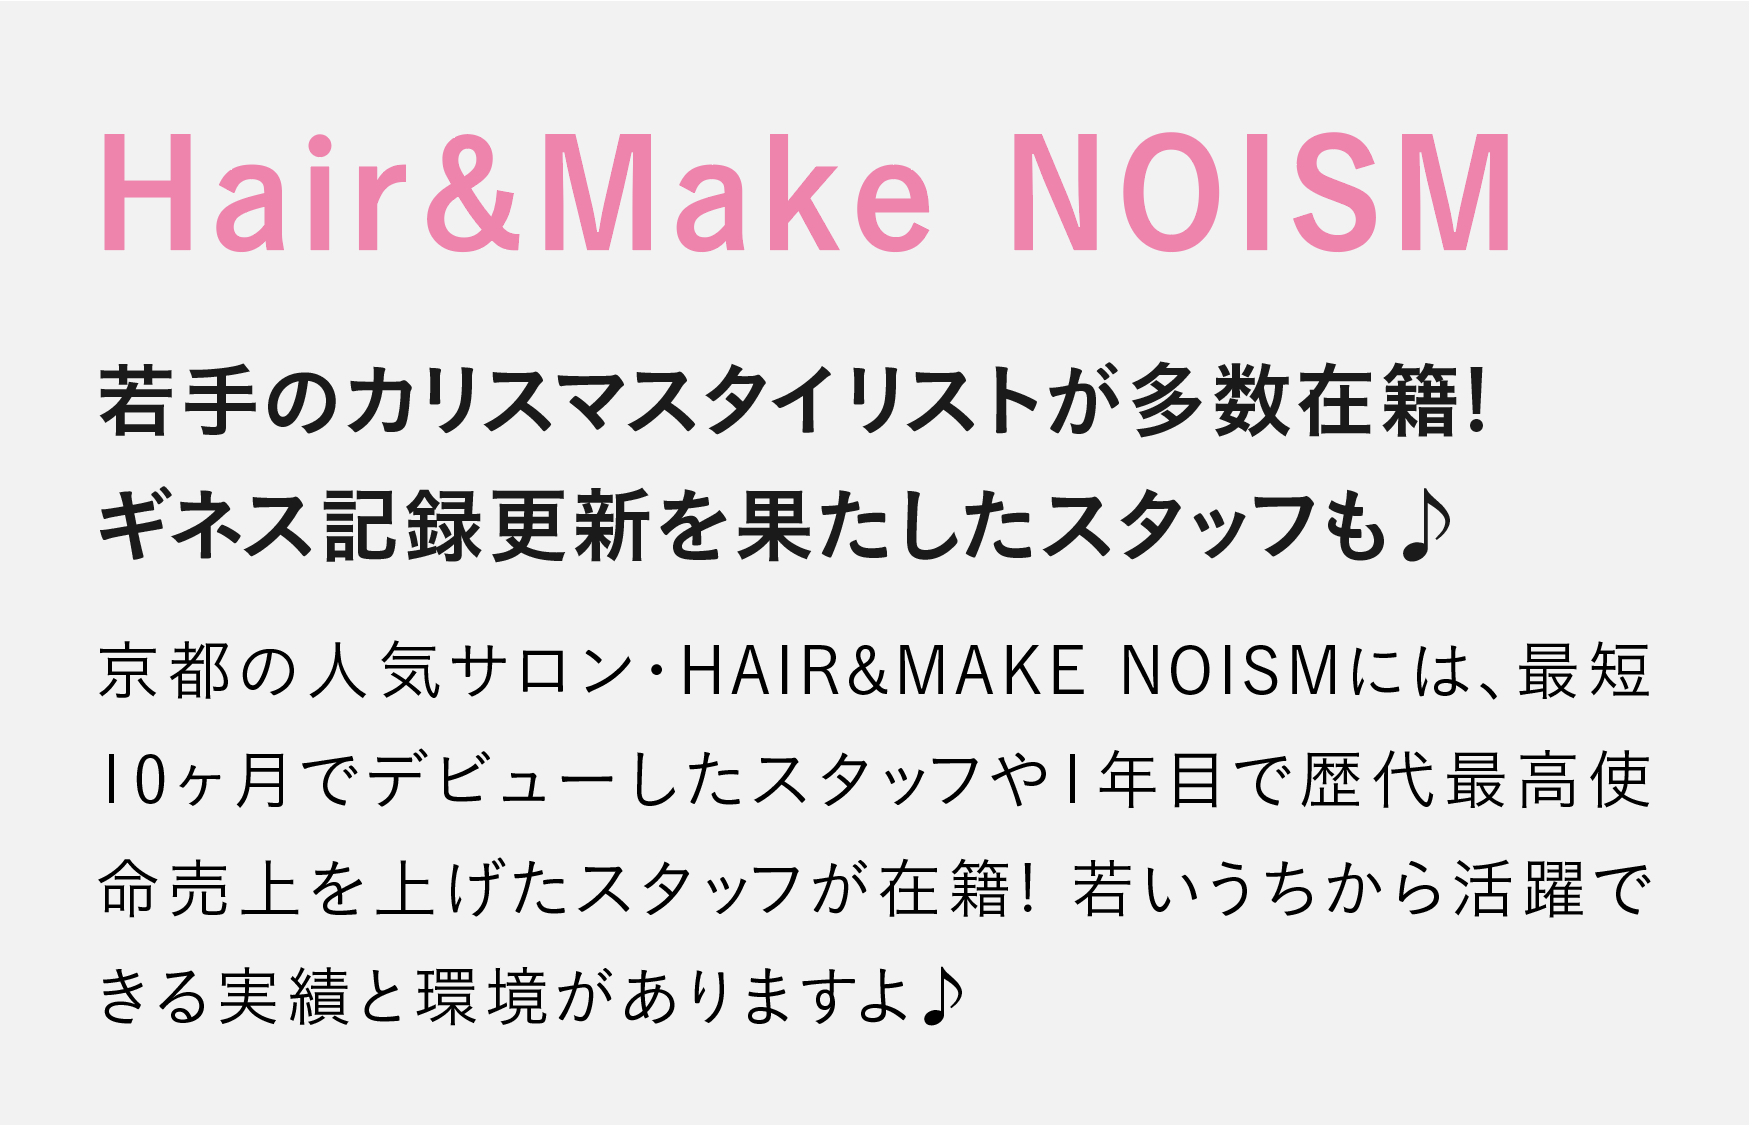 Hair&Make NOISM
若手のカリスマスタイリストが多数在籍!
ギネス記録更新を果たしたスタッフも♪
京都の人気サロン・HAIR&MAKE NOISMには、最短
10ヶ月でデビューしたスタッフや1年目で歴代最高使
命売上を上げたスタッフが在籍! 若いうちから活躍で
きる実績と環境がありますよ♪